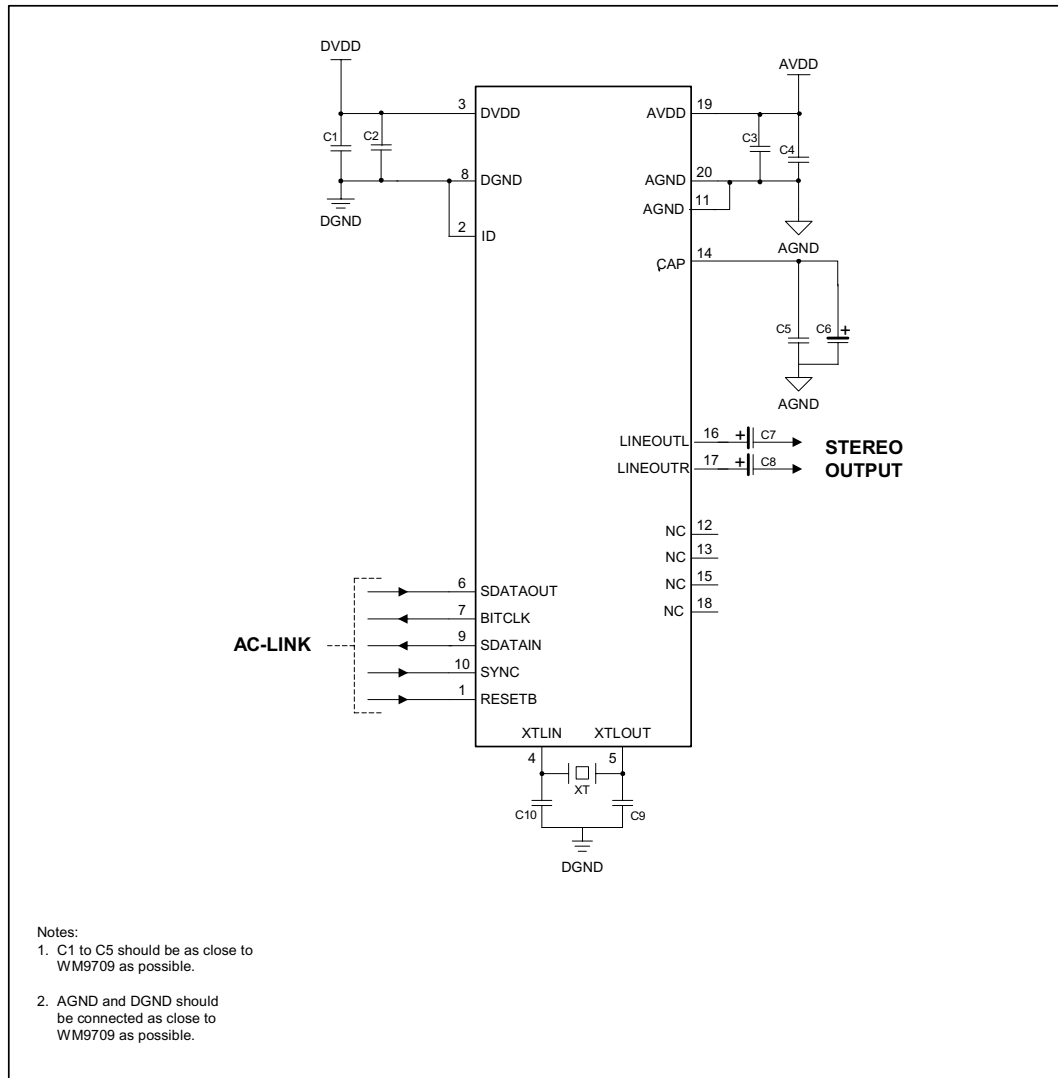 DVDD
AVDD
3
DVDD
AVDD
19
C1
C2
C3
C4
8
DGND
AGND
20
AGND
11
DGND
2
ID
AGND
CAP
14
C5
C6
+
AGND
LINEOUTL
16
+
C7
STEREO
OUTPUT
LINEOUTR
17
+
C8
NC
12
NC
13
NC
15
NC
18
AC-LINK
6
SDATAOUT
7
BITCLK
9
SDATAIN
10
SYNC
1
RESETB
XTLIN
XTLOUT
4
5
XT
C10
C9
DGND
Notes:
1. C1 to C5 should be as close to
WM9709 as possible.
2. AGND and DGND should
be connected as close to
WM9709 as possible.